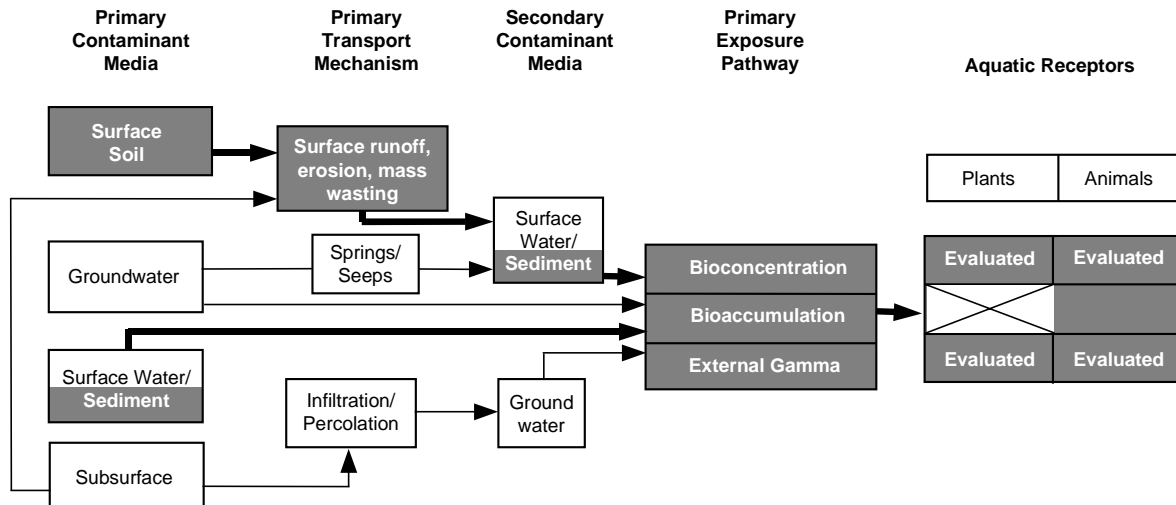 Primary
Contaminant
Media
Primary
Transport
Mechanism
Secondary
Contaminant
Media
Primary
Exposure
Pathway
Aquatic Receptors
Surface
Soil
Surface runoff,
erosion, mass
wasting
Plants
Animals
Surface
Water/
Sediment
Springs/
Seeps
Groundwater
Bioconcentration
Bioaccumulation
External Gamma
Evaluated
Evaluated
Evaluated
Evaluated
Surface Water/
Sediment
Infiltration/
Percolation
Ground
water
Subsurface